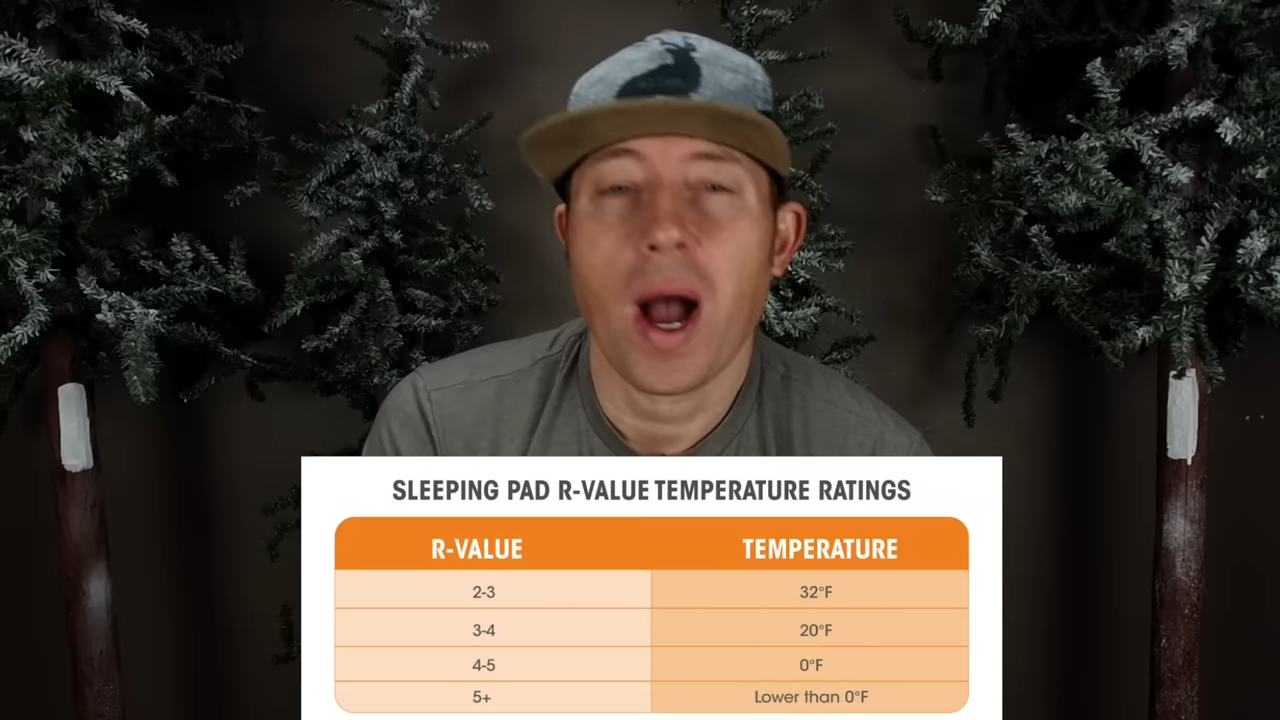 SLEEPING PAD R-VALUE TEMPERATURE RATINGS
R-VALUE TEMPERATURE
2-3 32°F
3-4 20°F
4-5 0°F
5+ Lower than 0°F